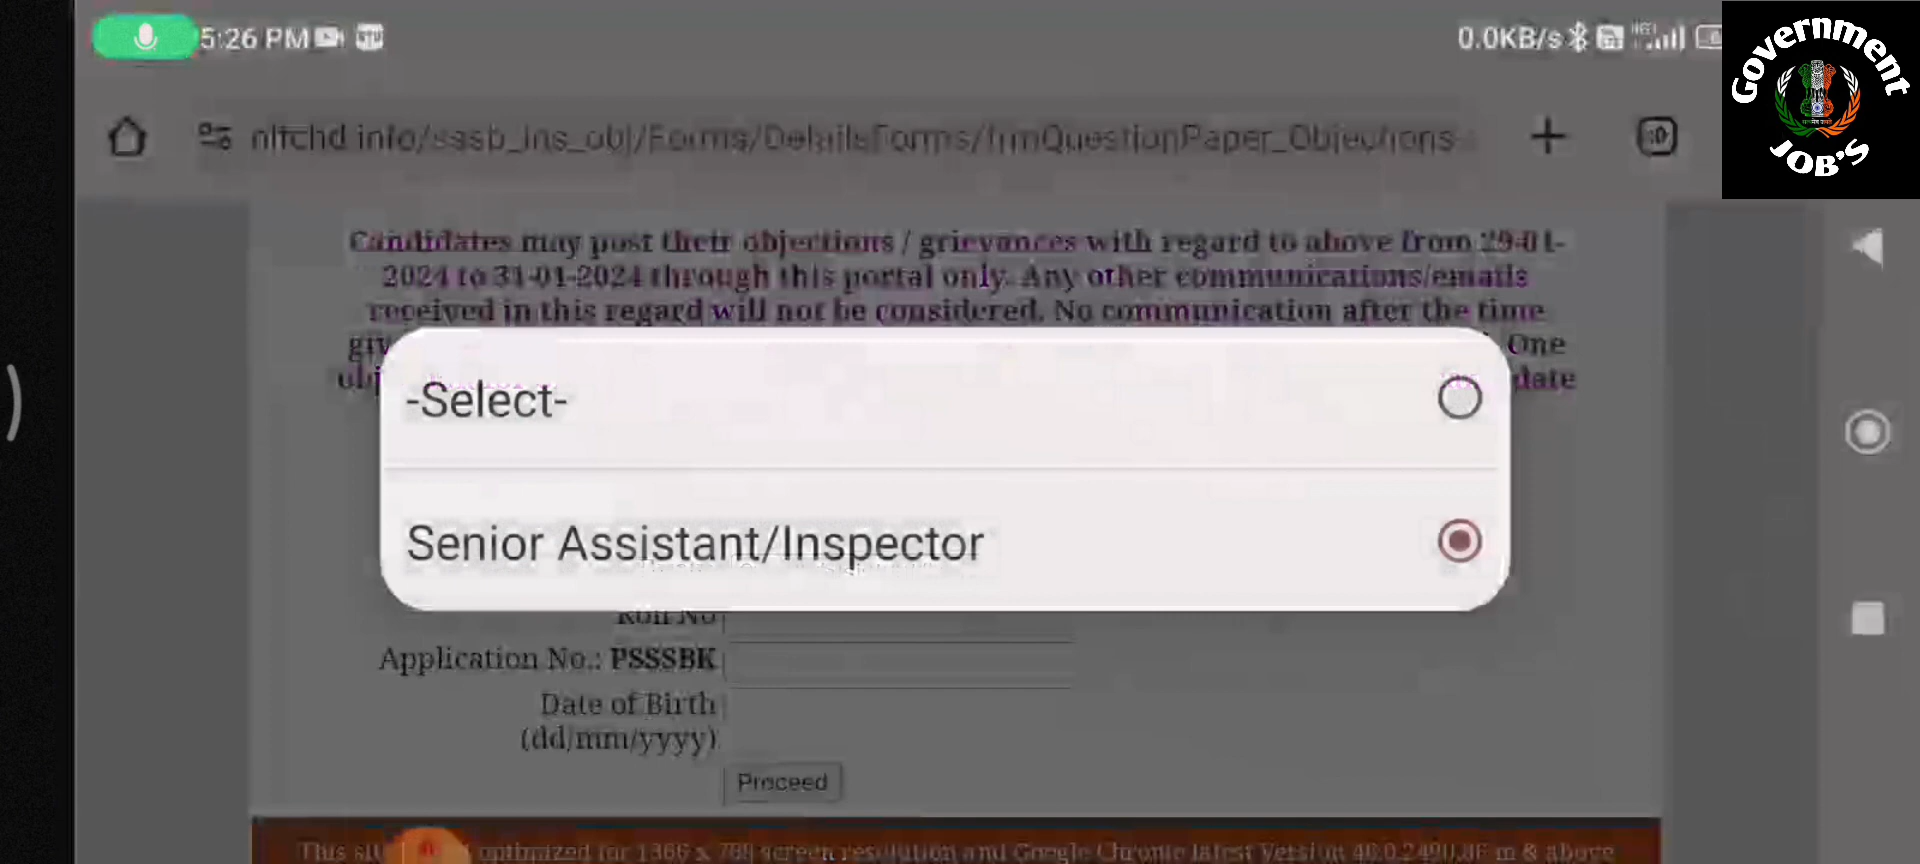 5:26 PM
0.0KB/s
Government
JOB'S
nltchd.info/sssb_ins_obj/Forms/DetailsForms/frmQuestionPaper_Objections
Candidates may post their objections / grievances with regard to above from 29-01-
2024 to 31-01-2024 through this portal only. Any other communications/emails
received in this regard will not be considered. No communication after the time
One
date
-Select-
Senior Assistant/Inspector
Roll No
Application No.: PSSSBK
Date of Birth
(dd/mm/yyyy)
Proceed
This optimized for 1366 x 768 screen resolution and Google Chrome latest Version & above